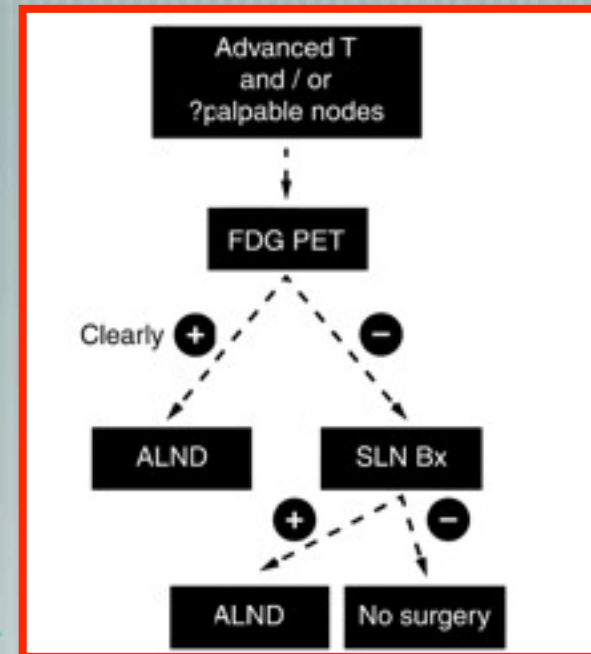 Advanced T
and / or
?palpable nodes
FDG PET
Clearly + −
ALND
SLN Bx
+ −
ALND
No surgery